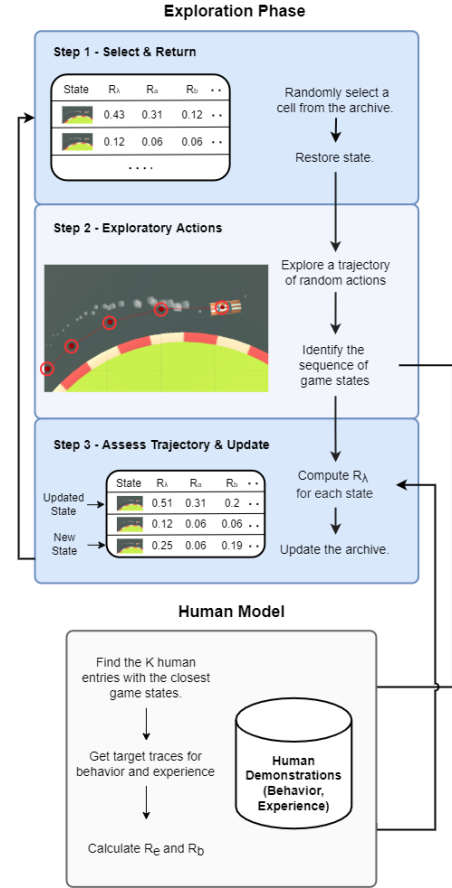 Exploration Phase
Step 1 - Select & Return
State Rλ Ra Rb ··
0.43 0.31 0.12 ··
0.12 0.06 0.06 ··
····
Randomly select a
cell from the archive.
Restore state.
Step 2 - Exploratory Actions
Explore a trajectory
of random actions
Identify the
sequence of
game states
Step 3 - Assess Trajectory & Update
State Rλ Ra Rb ··
Updated
State
0.51 0.31 0.2 ··
0.12 0.06 0.06 ··
New
State
0.25 0.06 0.19 ··
Compute Rλ
for each state
Update the archive.
Human Model
Find the K human
entries with the closest
game states.
Get target traces for
behavior and experience
Calculate Re and Rb
Human
Demonstrations
(Behavior,
Experience)